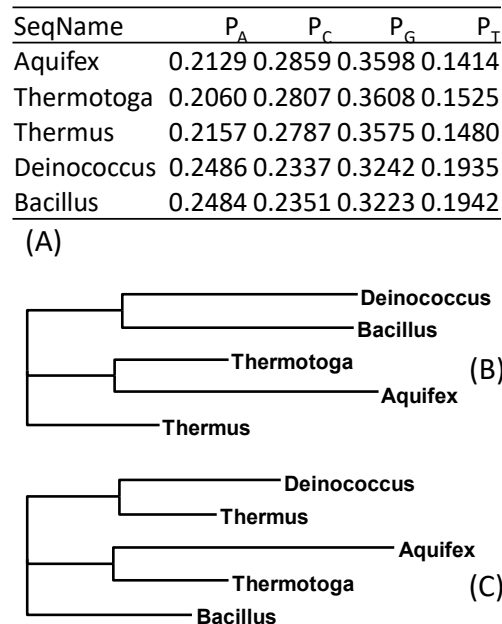 SeqName P_A P_C P_G P_T
Aquifex 0.2129 0.2859 0.3598 0.1414
Thermotoga 0.2060 0.2807 0.3608 0.1525
Thermus 0.2157 0.2787 0.3575 0.1480
Deinococcus 0.2486 0.2337 0.3242 0.1935
Bacillus 0.2484 0.2351 0.3223 0.1942
(A)
Deinococcus
Bacillus
Thermotoga
(B)
Aquifex
Thermus
Deinococcus
Thermus
Aquifex
Thermotoga
(C)
Bacillus